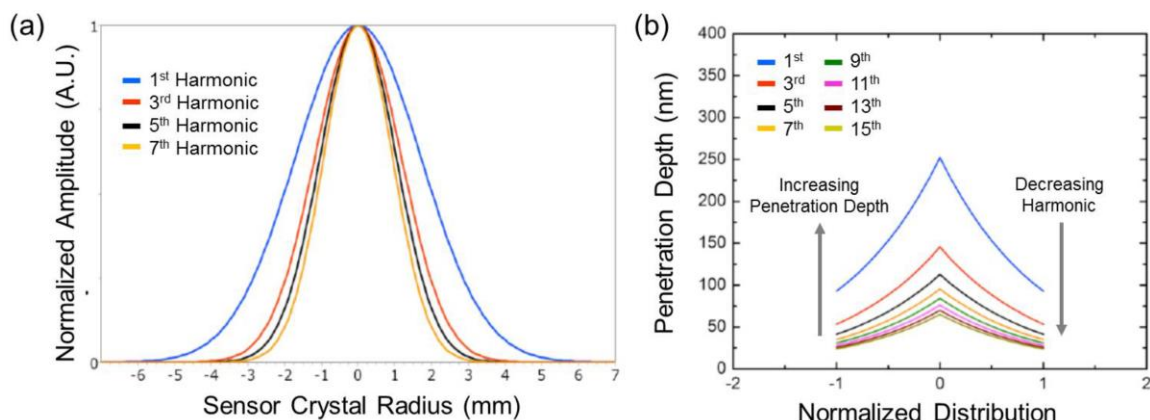 (a)
1
Normalized Amplitude (A.U.)
1st Harmonic
3rd Harmonic
5th Harmonic
7th Harmonic
0
-6 -5 -4 -3 -2 -1 0 1 2 3 4 5 6 7
Sensor Crystal Radius (mm)
(b)
Penetration Depth (nm)
400
350
300
250
200
150
100
50
0
1st 9th
3rd 11th
5th 13th
7th 15th
Increasing
Penetration Depth
Decreasing
Harmonic
-2 -1 0 1 2
Normalized Distribution